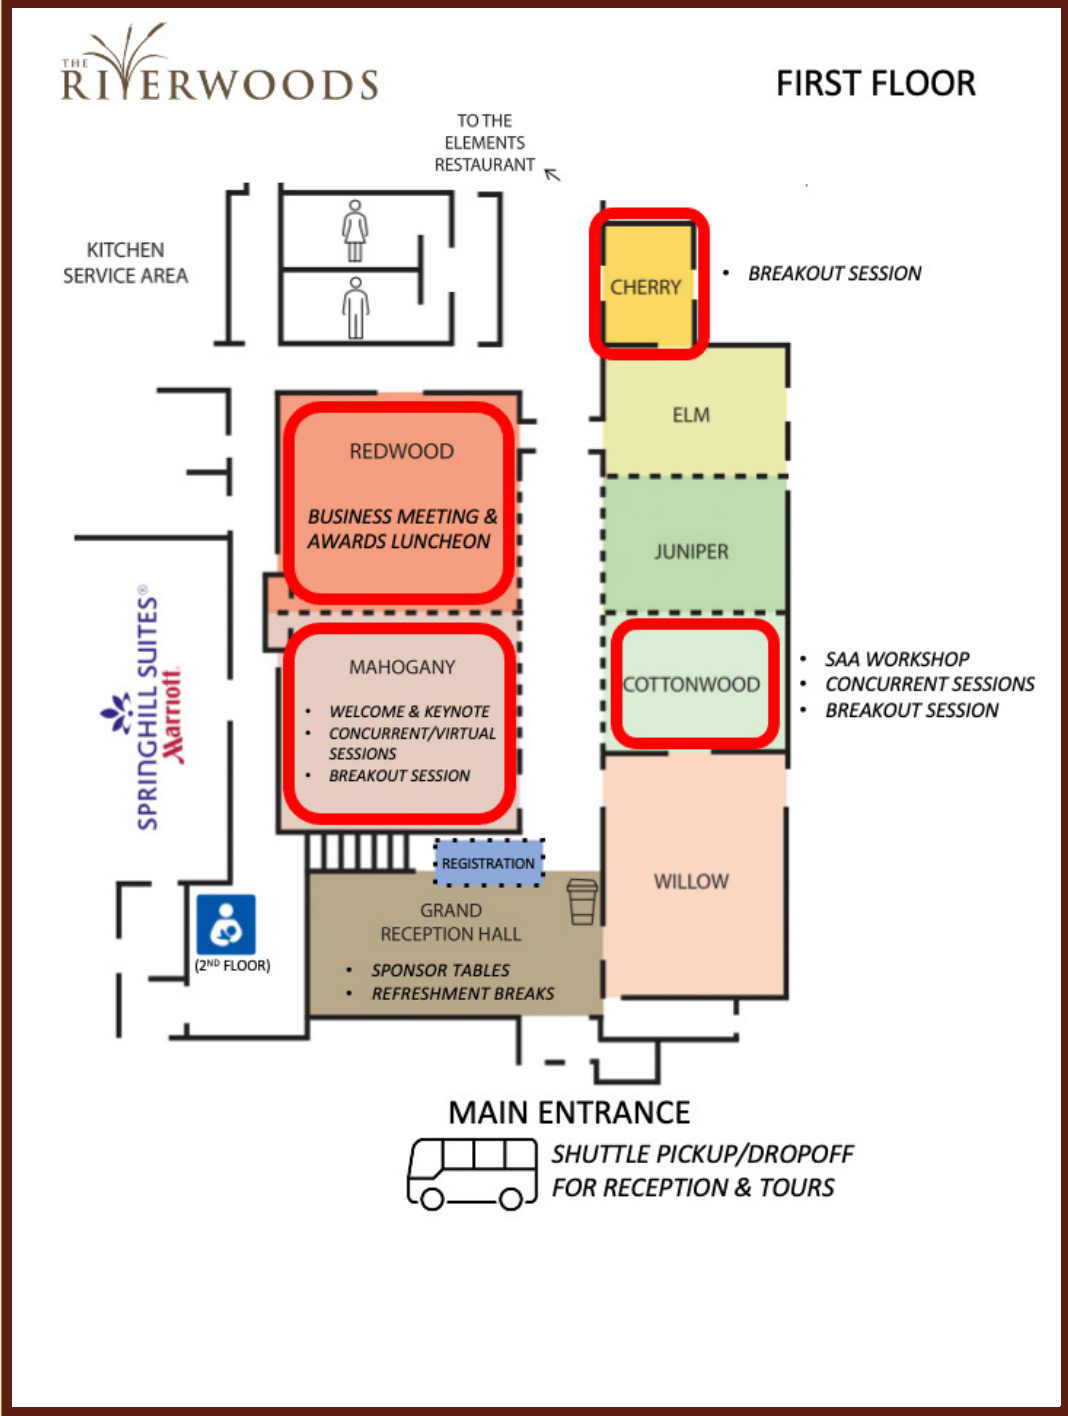 THE
RIVERWOODS
FIRST FLOOR
TO THE
ELEMENTS
RESTAURANT
KITCHEN
SERVICE AREA
CHERRY
• BREAKOUT SESSION
ELM
REDWOOD
BUSINESS MEETING &
AWARDS LUNCHEON
JUNIPER
MAHOGANY
• WELCOME & KEYNOTE
• CONCURRENT/VIRTUAL
SESSIONS
• BREAKOUT SESSION
COTTONWOOD
• SAA WORKSHOP
• CONCURRENT SESSIONS
• BREAKOUT SESSION
SPRINGHILL SUITES®
Marriott.
REGISTRATION
WILLOW
GRAND
RECEPTION HALL
• SPONSOR TABLES
• REFRESHMENT BREAKS
(2ND FLOOR)
MAIN ENTRANCE
SHUTTLE PICKUP/DROPOFF
FOR RECEPTION & TOURS